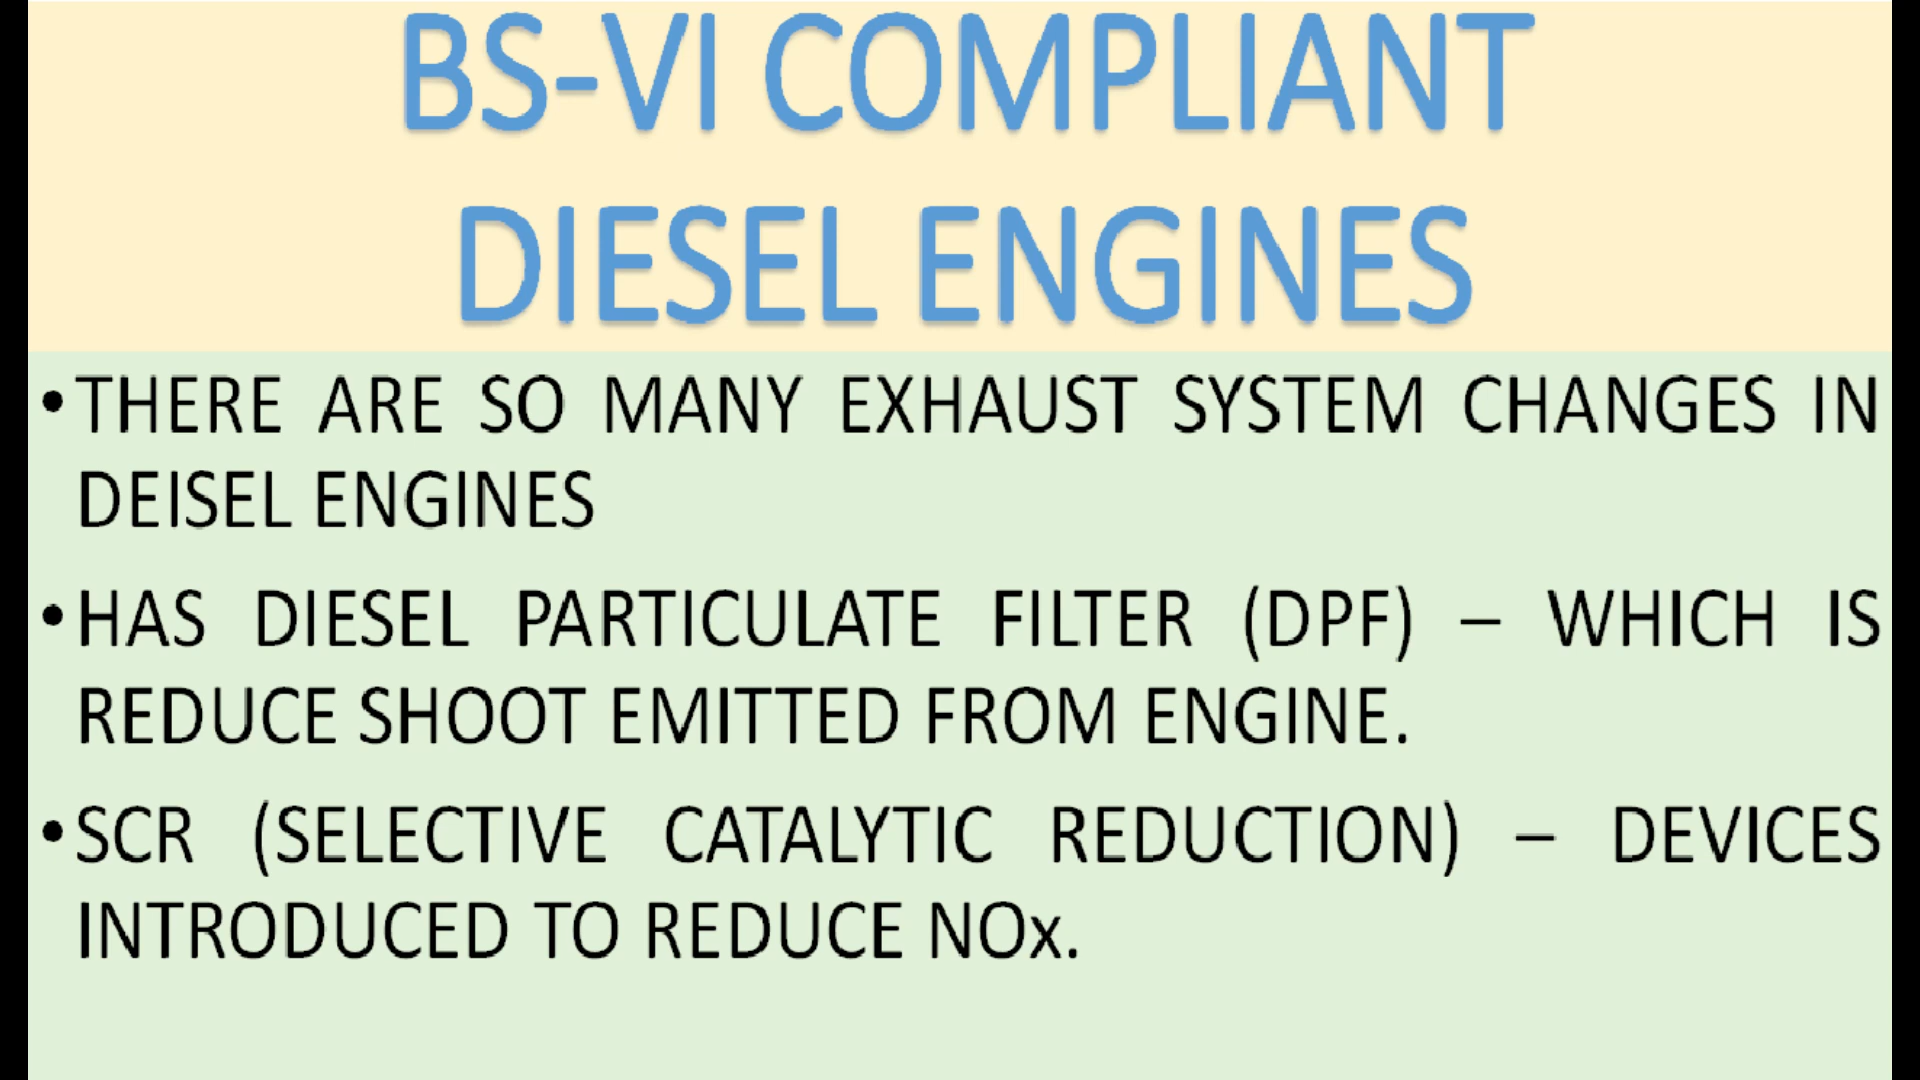 BS-VI COMPLIANT
DIESEL ENGINES
•THERE ARE SO MANY EXHAUST SYSTEM CHANGES IN
DEISEL ENGINES
•HAS DIESEL PARTICULATE FILTER (DPF) – WHICH IS
REDUCE SHOOT EMITTED FROM ENGINE.
•SCR (SELECTIVE CATALYTIC REDUCTION) – DEVICES
INTRODUCED TO REDUCE NOx.